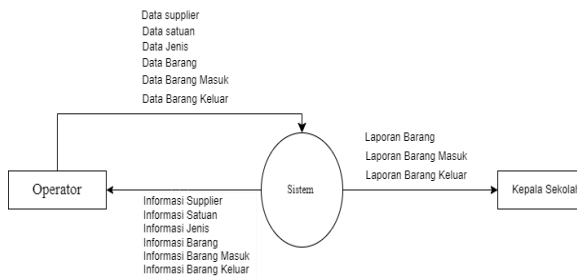 Data supplier
Data satuan
Data Jenis
Data Barang
Data Barang Masuk
Data Barang Keluar
Operator
Sistem
Laporan Barang
Laporan Barang Masuk
Laporan Barang Keluar
Kepala Sekolah
Informasi Supplier
Informasi Satuan
Informasi Jenis
Informasi Barang
Informasi Barang Masuk
Informasi Barang Keluar